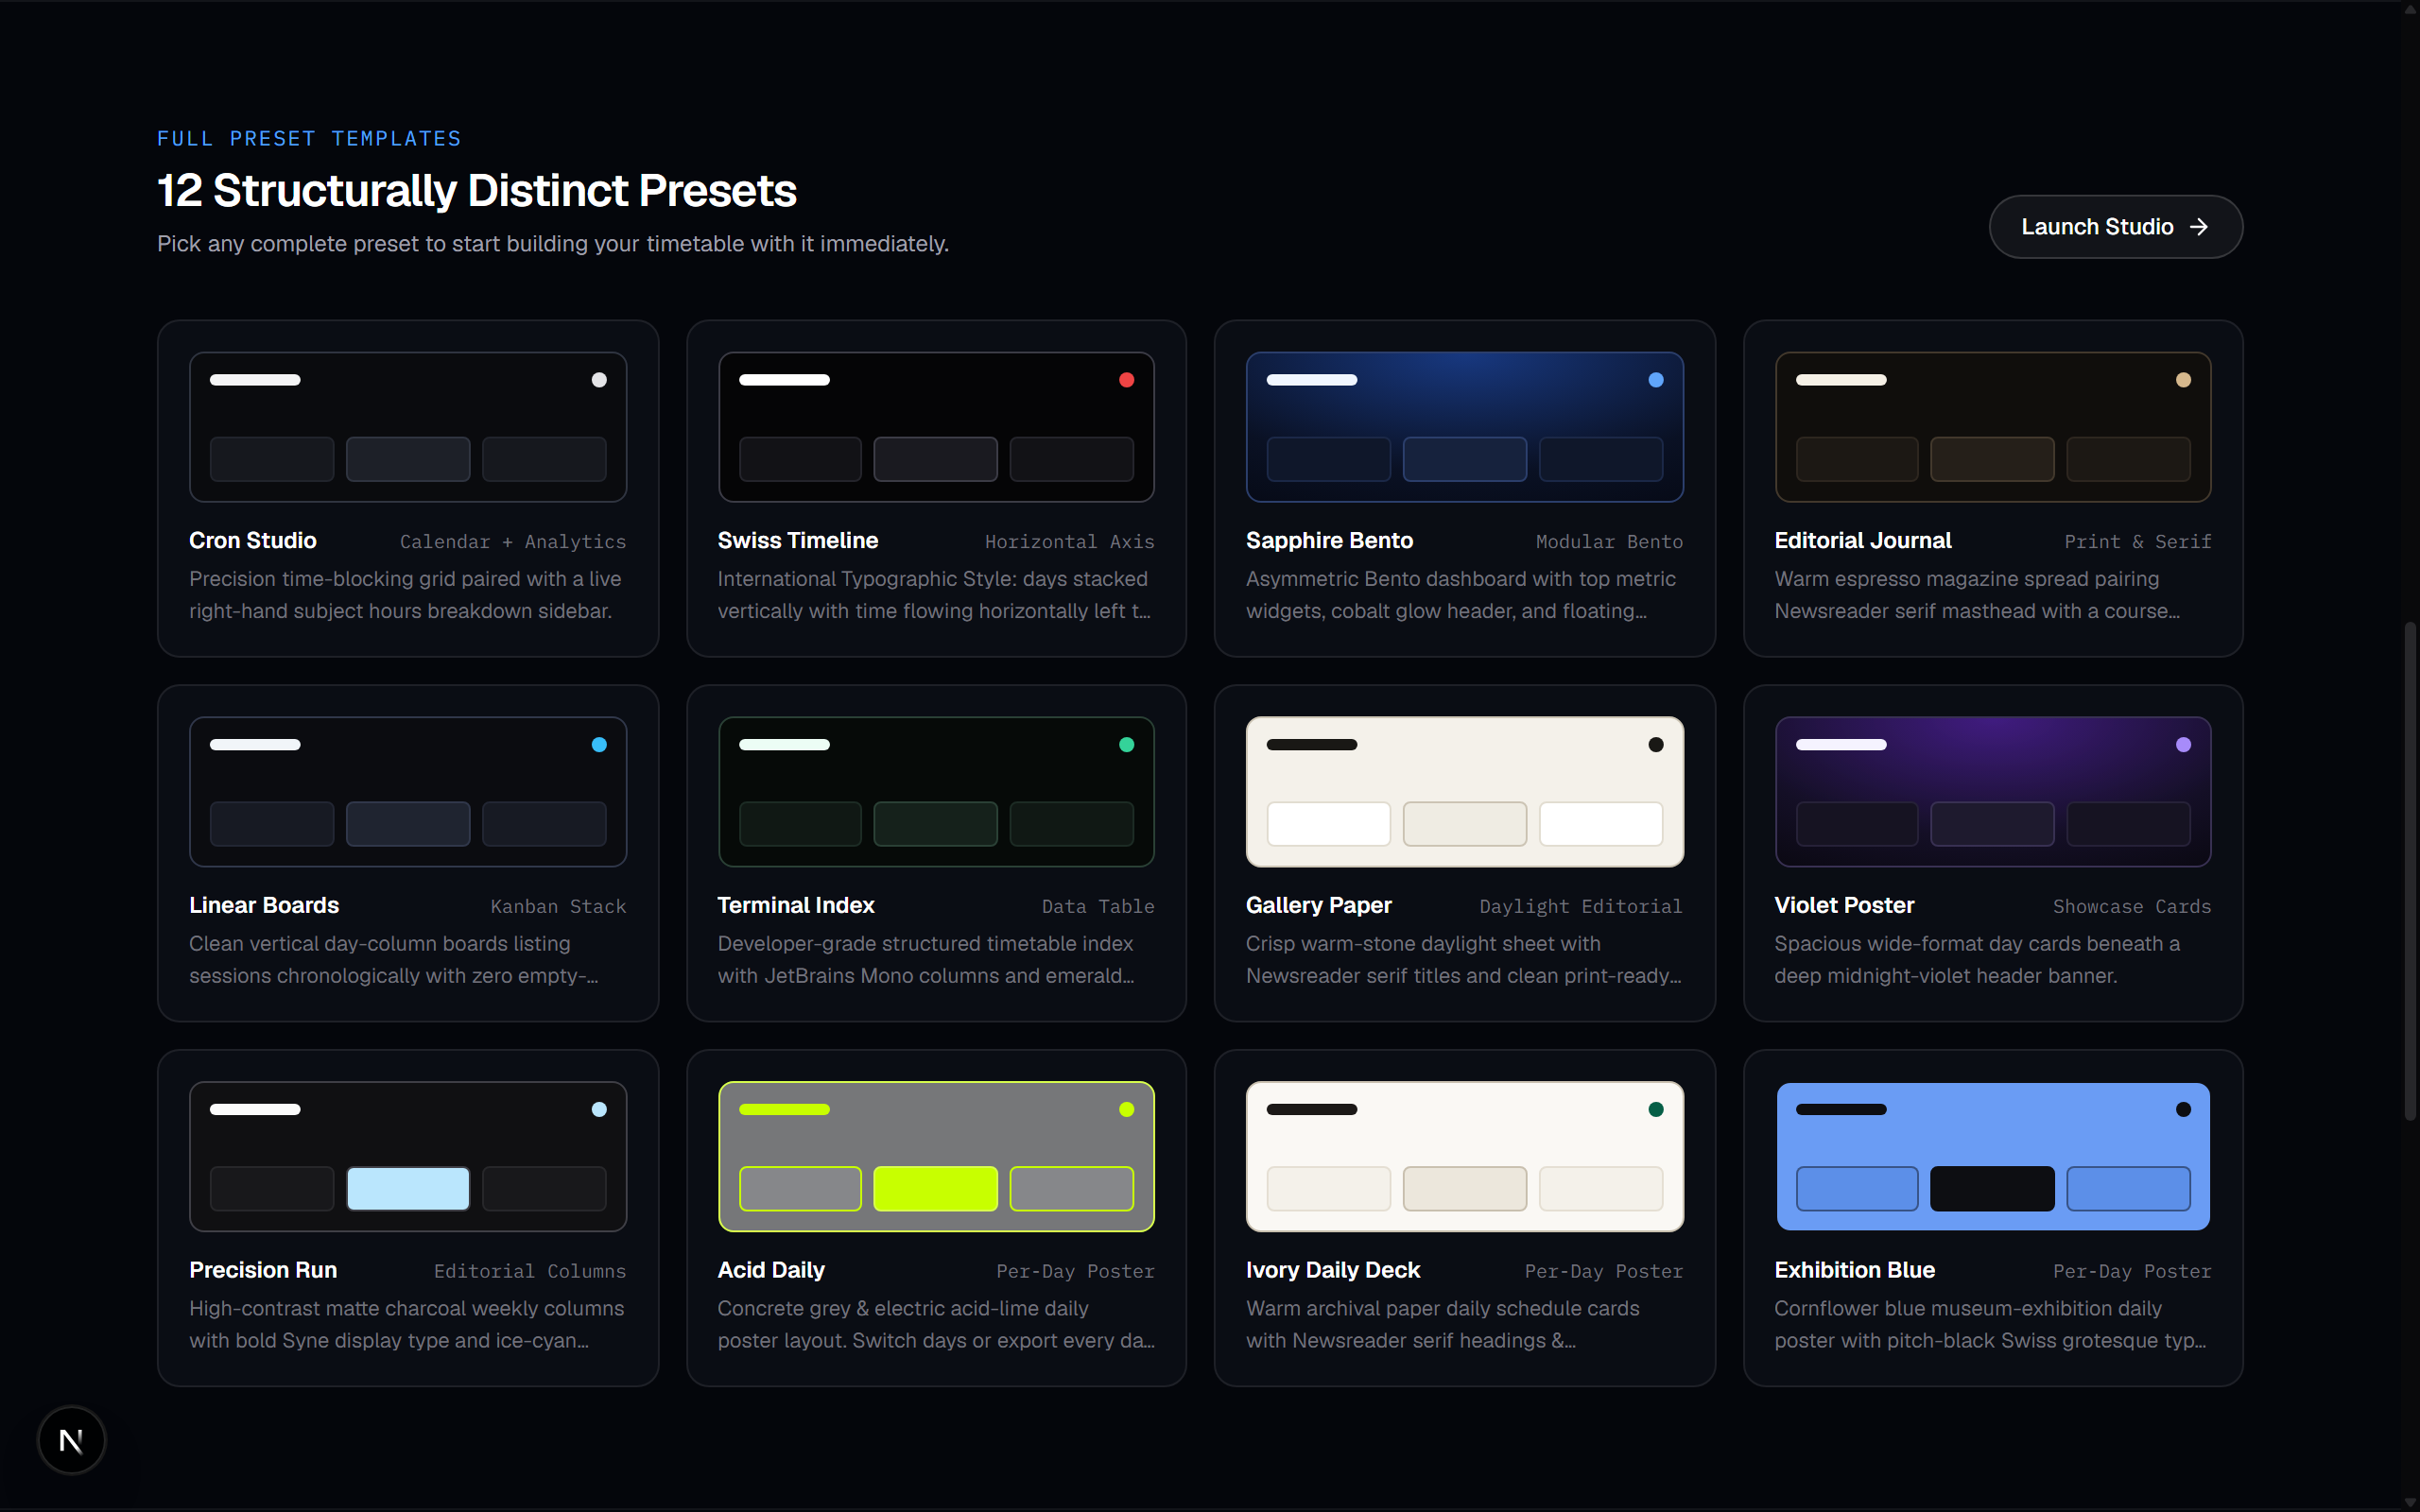 FULL PRESET TEMPLATES
12 Structurally Distinct Presets
Pick any complete preset to start building your timetable with it immediately.
Launch Studio →
Cron Studio Calendar + Analytics
Precision time-blocking grid paired with a live
right-hand subject hours breakdown sidebar.
Swiss Timeline Horizontal Axis
International Typographic Style: days stacked
vertically with time flowing horizontally left t...
Sapphire Bento Modular Bento
Asymmetric Bento dashboard with top metric
widgets, cobalt glow header, and floating...
Editorial Journal Print & Serif
Warm espresso magazine spread pairing
Newsreader serif masthead with a course...
Linear Boards Kanban Stack
Clean vertical day-column boards listing
sessions chronologically with zero empty-...
Terminal Index Data Table
Developer-grade structured timetable index
with JetBrains Mono columns and emerald...
Gallery Paper Daylight Editorial
Crisp warm-stone daylight sheet with
Newsreader serif titles and clean print-ready...
Violet Poster Showcase Cards
Spacious wide-format day cards beneath a
deep midnight-violet header banner.
Precision Run Editorial Columns
High-contrast matte charcoal weekly columns
with bold Syne display type and ice-cyan...
Acid Daily Per-Day Poster
Concrete grey & electric acid-lime daily
poster layout. Switch days or export every da...
Ivory Daily Deck Per-Day Poster
Warm archival paper daily schedule cards
with Newsreader serif headings &...
Exhibition Blue Per-Day Poster
Cornflower blue museum-exhibition daily
poster with pitch-black Swiss grotesque typ...
N